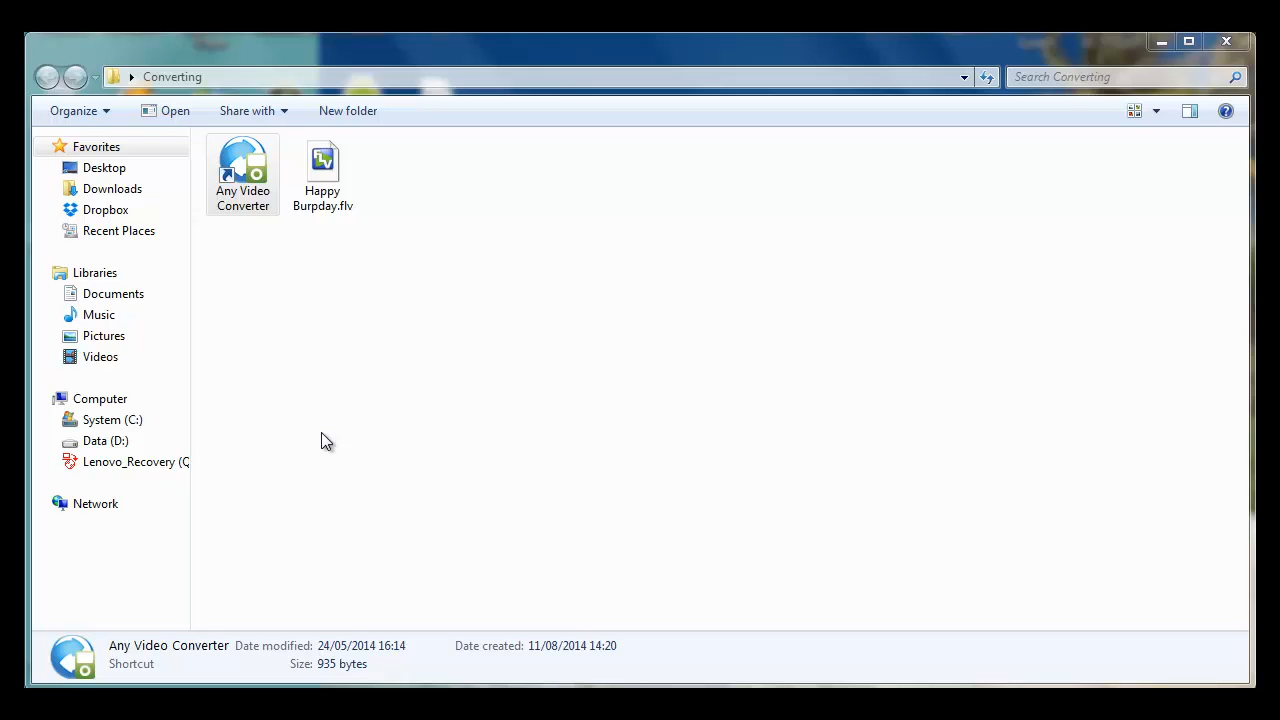 Converting
Search Converting
Organize Open Share with New folder
Favorites
Desktop
Downloads
Dropbox
Recent Places
Libraries
Documents
Music
Pictures
Videos
Computer
System (C:)
Data (D:)
Lenovo_Recovery (Q
Network
Any Video
Converter
Happy
Burpday.flv
Any Video Converter Date modified: 24/05/2014 16:14 Date created: 11/08/2014 14:20
Shortcut Size: 935 bytes